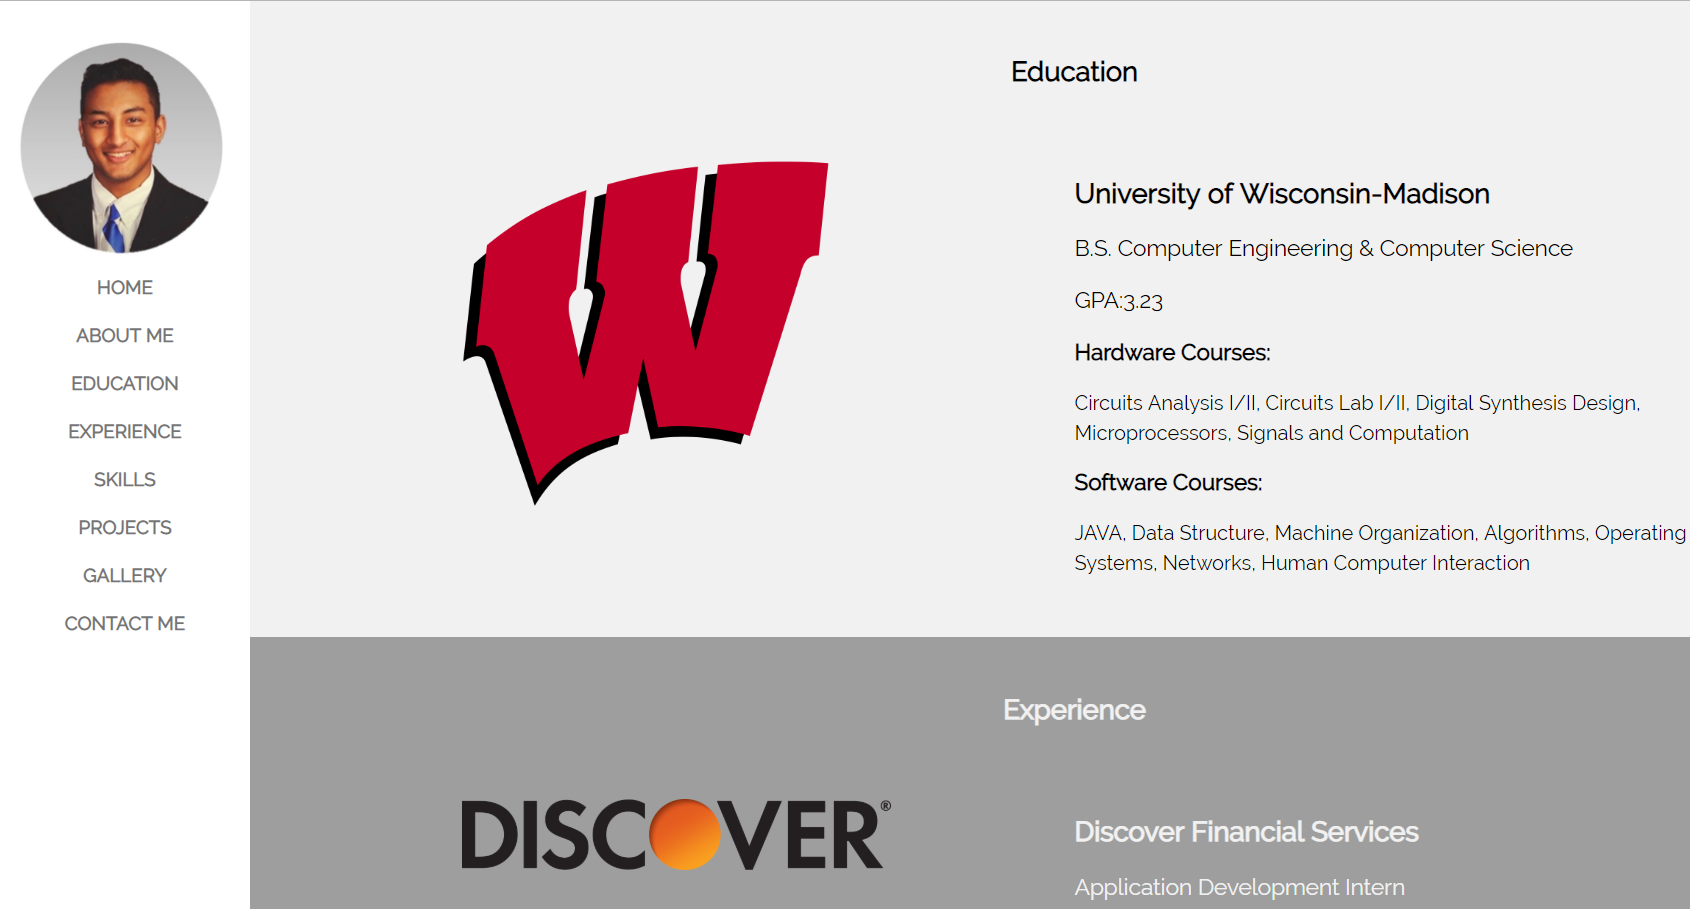 HOME
ABOUT ME
EDUCATION
EXPERIENCE
SKILLS
PROJECTS
GALLERY
CONTACT ME
Education
W
University of Wisconsin-Madison
B.S. Computer Engineering & Computer Science
GPA:3.23
Hardware Courses:
Circuits Analysis I/II, Circuits Lab I/II, Digital Synthesis Design,
Microprocessors, Signals and Computation
Software Courses:
JAVA, Data Structure, Machine Organization, Algorithms, Operating
Systems, Networks, Human Computer Interaction
Experience
DISCOVER®
Discover Financial Services
Application Development Intern